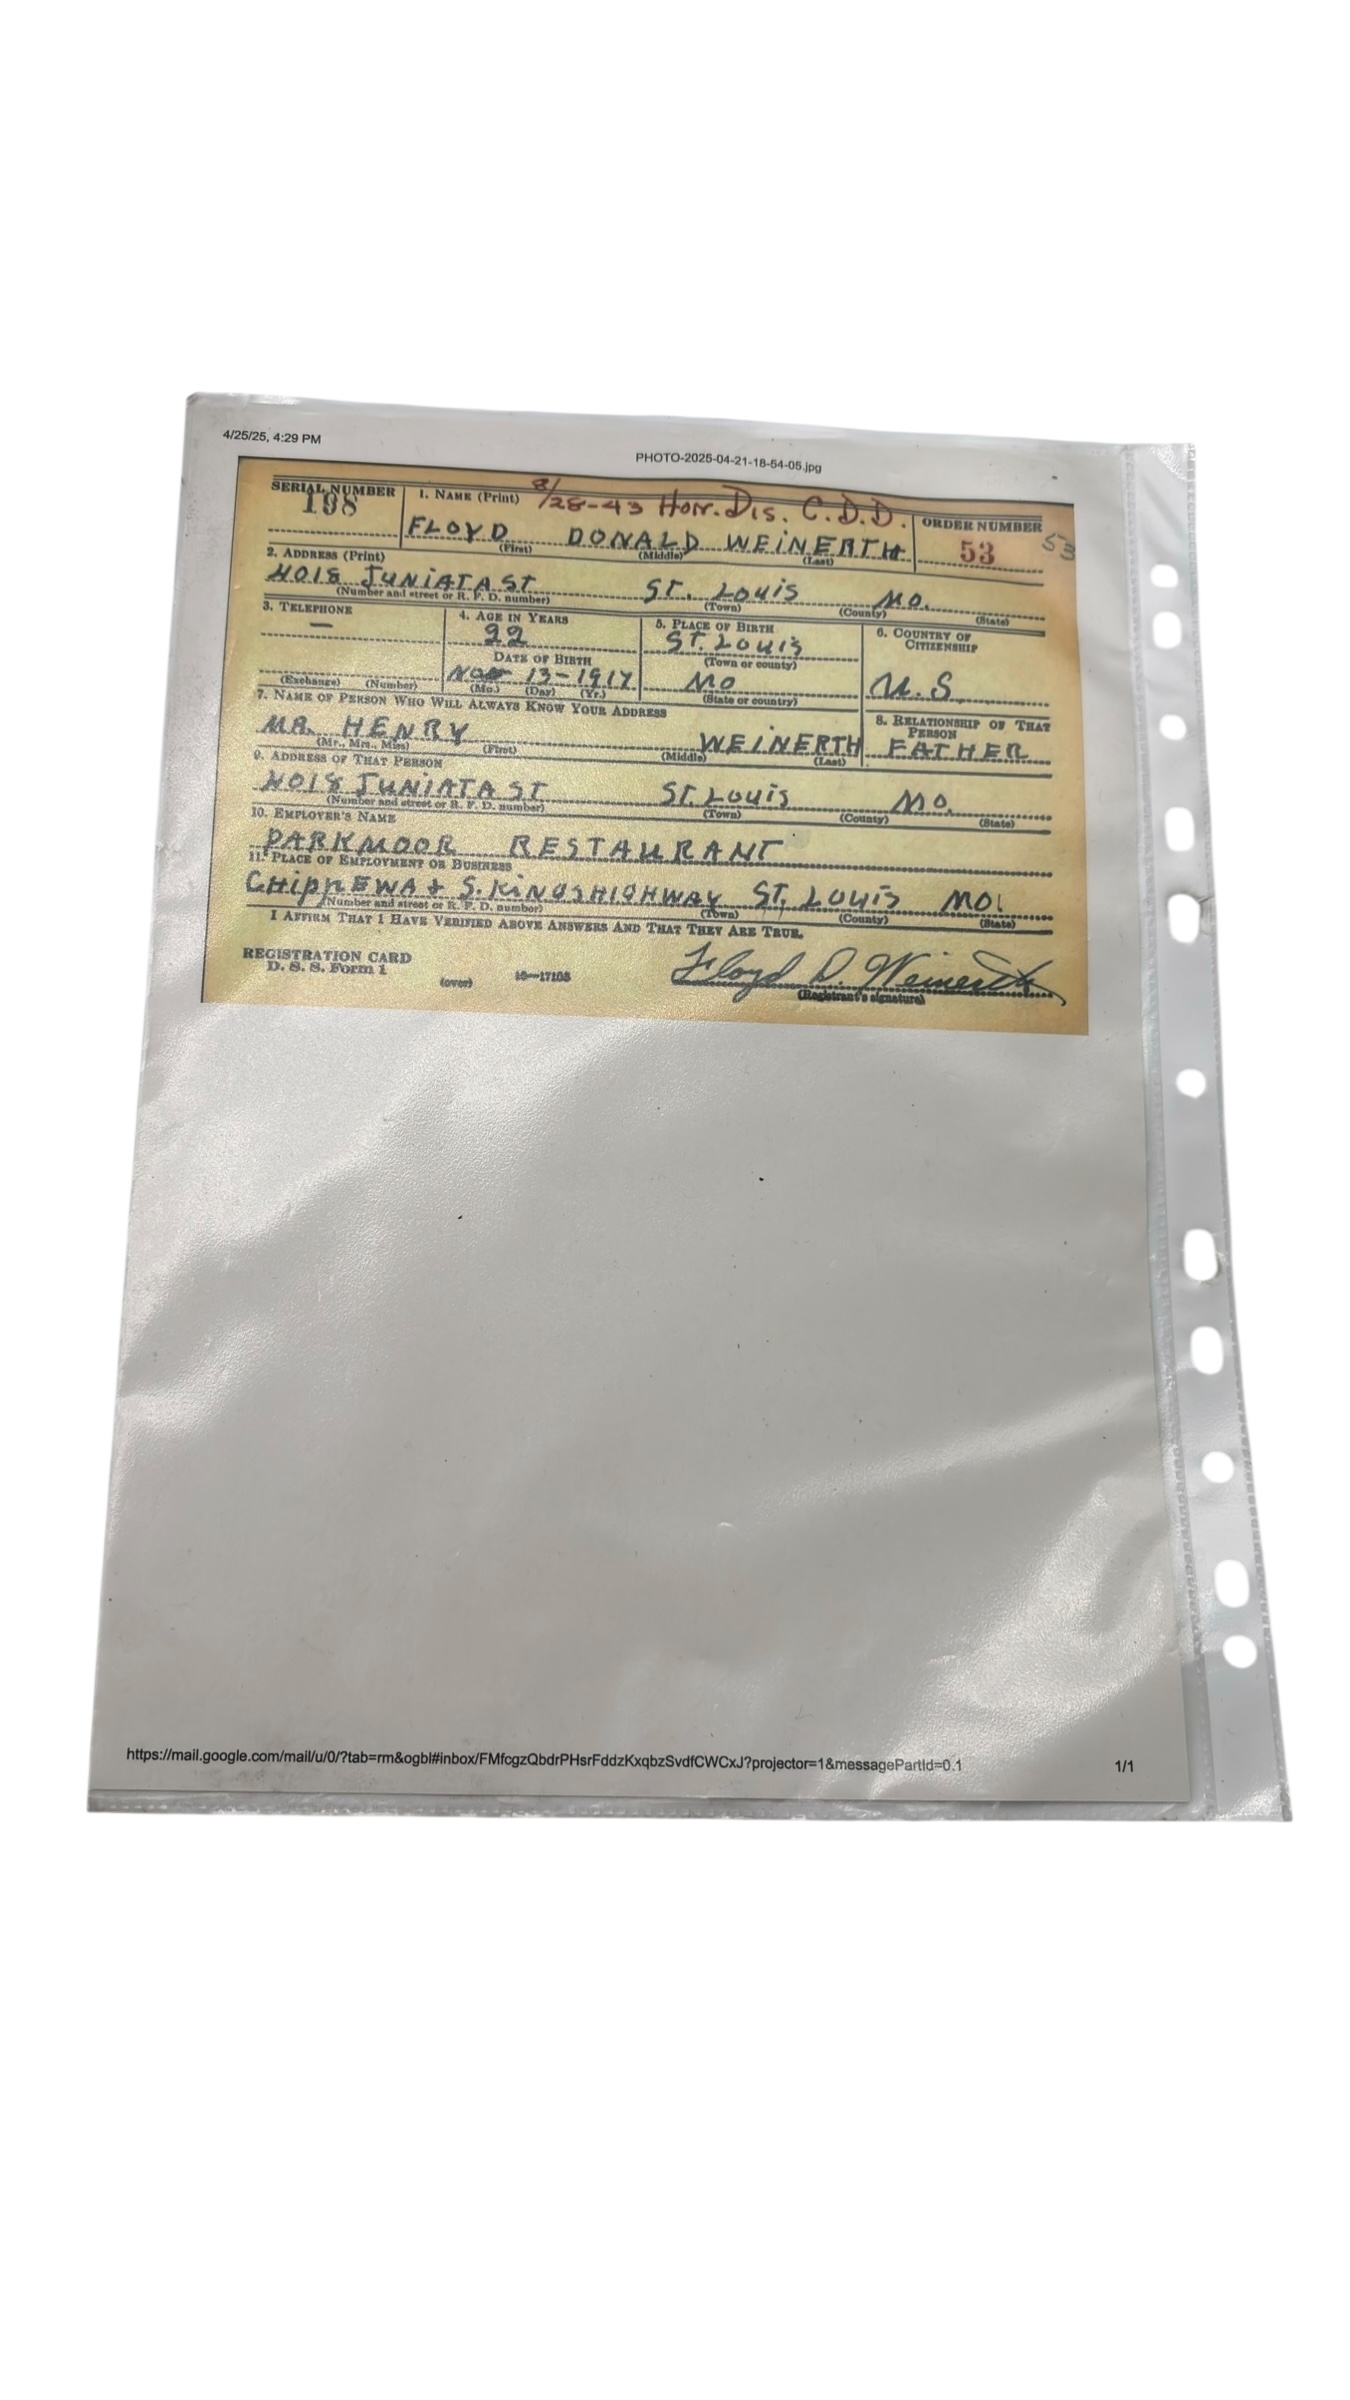 4/25/25, 4:29 PM
PHOTO-2025-04-21-18-54-05.jpg
SERIAL NUMBER 1. NAME (Print) 8/28-43 HON. DIS. C.D.D. ORDER NUMBER
198 FLOYD DONALD WEINERTH 53 53
(First) (Middle) (Last)
2. ADDRESS (Print)
4018 JUNIATA ST ST. LOUIS MO.
(Number and street or R. F. D. number) (Town) (County) (State)
3. TELEPHONE 4. AGE IN YEARS 5. PLACE OF BIRTH 6. COUNTRY OF CITIZENSHIP
— 22 ST. LOUIS
DATE OF BIRTH (Town or county)
NOV 13-1917 MO U.S
(Exchange) (Number) (Mo.) (Day) (Yr.) (State or country)
7. NAME OF PERSON WHO WILL ALWAYS KNOW YOUR ADDRESS 8. RELATIONSHIP OF THAT PERSON
MR. HENRY WEINERTH FATHER
(Mr., Mrs., Miss) (First) (Middle) (Last)
9. ADDRESS OF THAT PERSON
4018 JUNIATA ST ST. LOUIS MO.
(Number and street or R. F. D. number) (Town) (County) (State)
10. EMPLOYER'S NAME
PARKMOOR RESTAURANT
11. PLACE OF EMPLOYMENT OR BUSINESS
CHIPPEWA + S. KINGSHIGHWAY ST. LOUIS MO.
(Number and street or R. F. D. number) (Town) (County) (State)
I AFFIRM THAT I HAVE VERIFIED ABOVE ANSWERS AND THAT THEY ARE TRUE.
REGISTRATION CARD
D. S. S. Form 1 (over) 16—17105 Floyd D. Weinerth
(Registrant's signature)
https://mail.google.com/mail/u/0/?tab=rm&ogbl#inbox/FMfcgzQbdrPHsrFddzKxqbzSvdfCWCxJ?projector=1&messagePartId=0.1 1/1